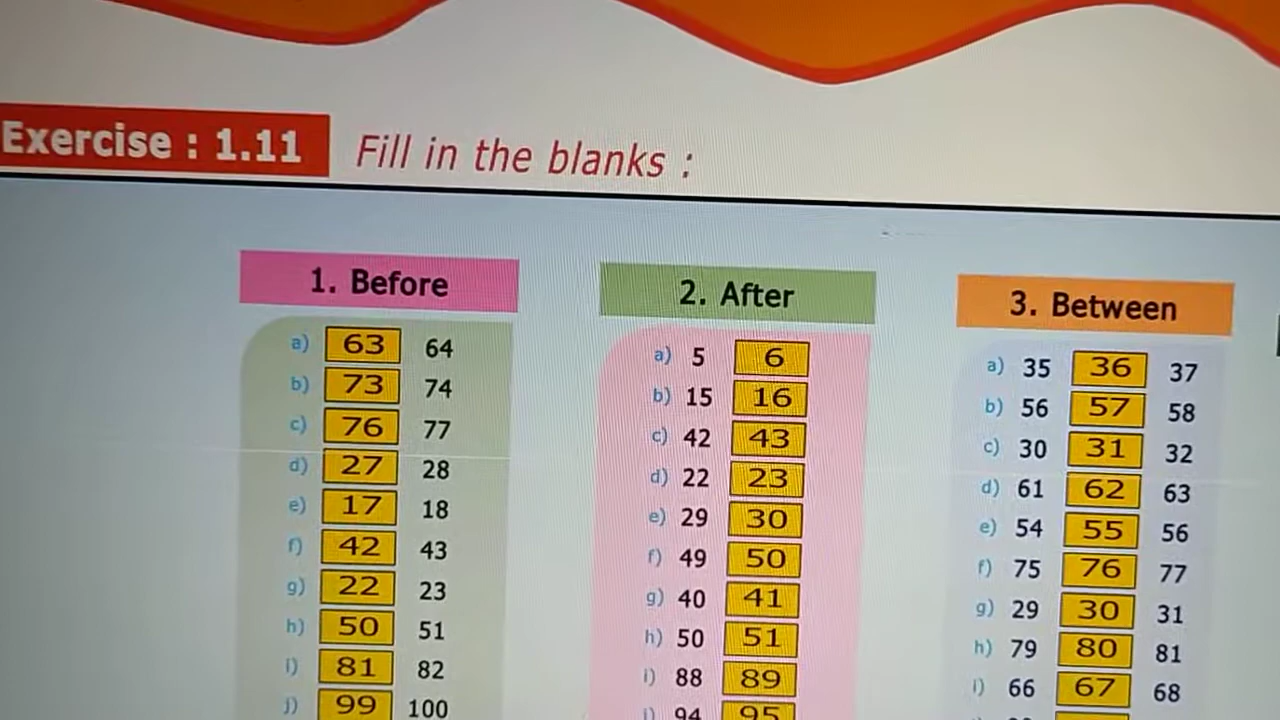 Exercise : 1.11 Fill in the blanks :
1. Before
a) 63 64
b) 73 74
c) 76 77
d) 27 28
e) 17 18
f) 42 43
g) 22 23
h) 50 51
i) 81 82
j) 99 100
2. After
a) 5 6
b) 15 16
c) 42 43
d) 22 23
e) 29 30
f) 49 50
g) 40 41
h) 50 51
i) 88 89
j) 94 95
3. Between
a) 35 36 37
b) 56 57 58
c) 30 31 32
d) 61 62 63
e) 54 55 56
f) 75 76 77
g) 29 30 31
h) 79 80 81
i) 66 67 68